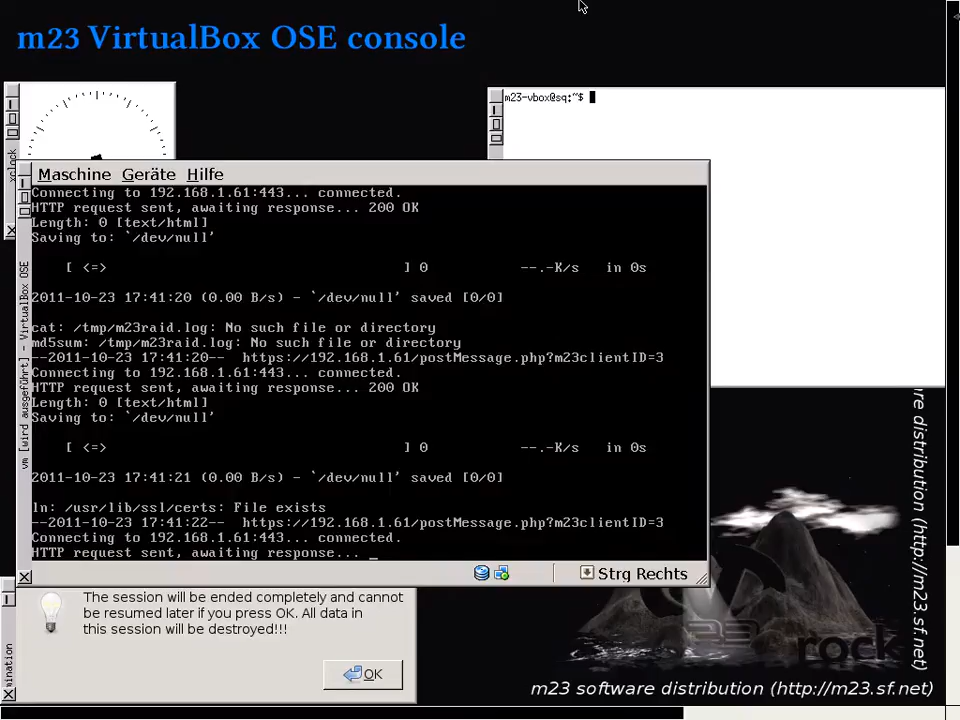 m23 VirtualBox OSE console
xclock
m23-vbox@sq:~$
Maschine Geräte Hilfe
vm [wird ausgeführt] - VirtualBox OSE
Connecting to 192.168.1.61:443... connected.
HTTP request sent, awaiting response... 200 OK
Length: 0 [text/html]
Saving to: `/dev/null'
[ <=> ] 0 --.-K/s in 0s
2011-10-23 17:41:20 (0.00 B/s) - `/dev/null' saved [0/0]
cat: /tmp/m23raid.log: No such file or directory
md5sum: /tmp/m23raid.log: No such file or directory
--2011-10-23 17:41:20-- https://192.168.1.61/postMessage.php?m23clientID=3
Connecting to 192.168.1.61:443... connected.
HTTP request sent, awaiting response... 200 OK
Length: 0 [text/html]
Saving to: `/dev/null'
[ <=> ] 0 --.-K/s in 0s
2011-10-23 17:41:21 (0.00 B/s) - `/dev/null' saved [0/0]
ln: /usr/lib/ssl/certs: File exists
--2011-10-23 17:41:22-- https://192.168.1.61/postMessage.php?m23clientID=3
Connecting to 192.168.1.61:443... connected.
HTTP request sent, awaiting response... _
Strg Rechts
The session will be ended completely and cannot
be resumed later if you press OK. All data in
this session will be destroyed!!!
OK
mination
re distribution (http://m23.sf.net)
rock
m23 software distribution (http://m23.sf.net)